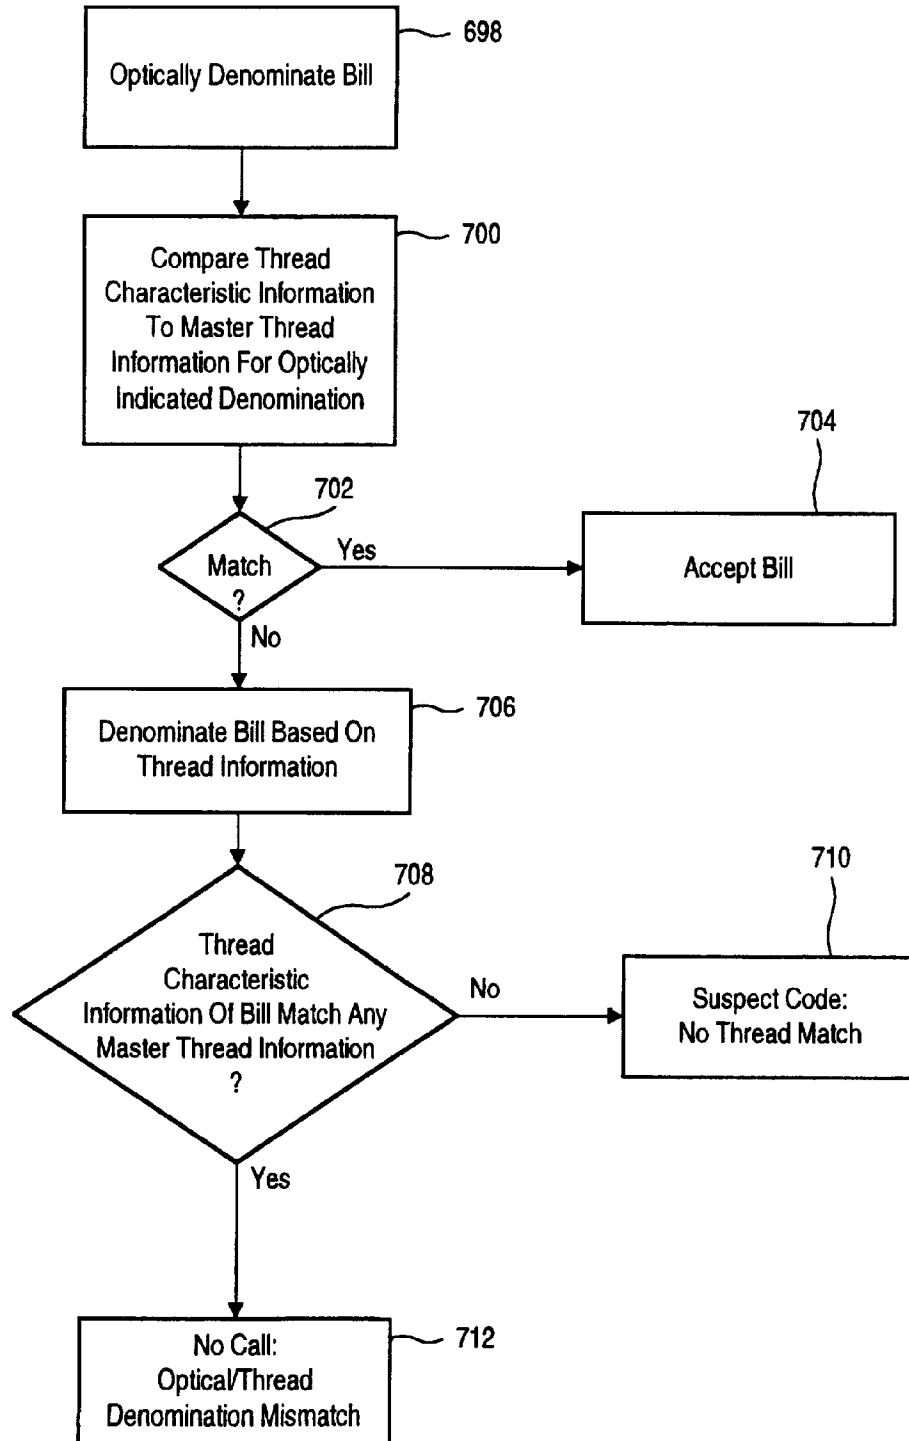 698
Optically Denominate Bill
700
Compare Thread
Characteristic Information
To Master Thread
Information For Optically
Indicated Denomination
702
704
Match
?
Yes
Accept Bill
No
706
Denominate Bill Based On
Thread Information
708
710
Thread
Characteristic
Information Of Bill Match Any
Master Thread Information
?
No
Suspect Code:
No Thread Match
Yes
712
No Call:
Optical/Thread
Denomination Mismatch